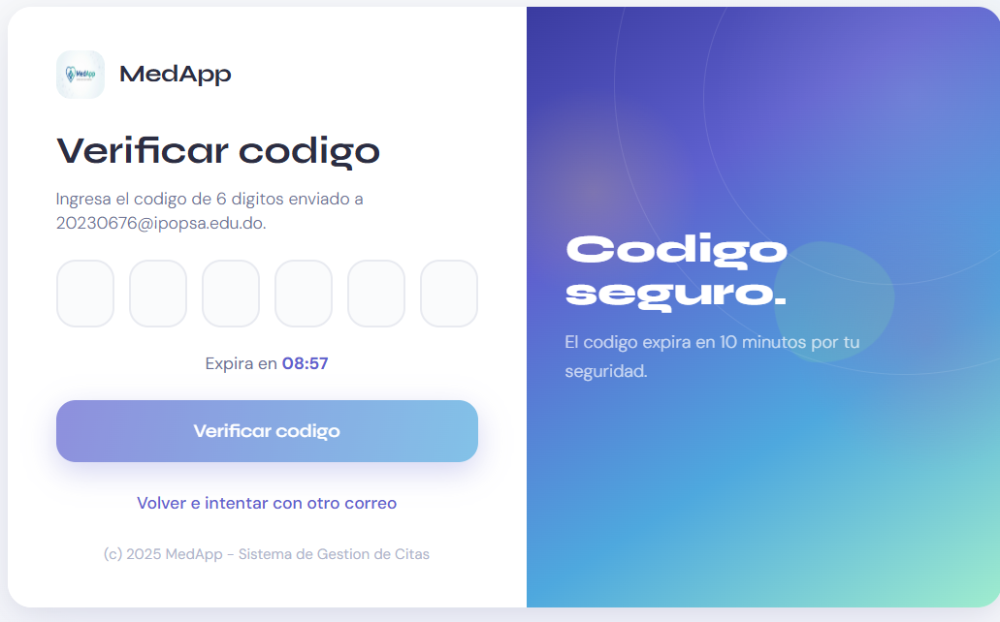 MedApp
MedApp
Verificar codigo
Ingresa el codigo de 6 digitos enviado a
20230676@ipopsa.edu.do.
Expira en 08:57
Verificar codigo
Volver e intentar con otro correo
(c) 2025 MedApp - Sistema de Gestion de Citas
Codigo
seguro.
El codigo expira en 10 minutos por tu
seguridad.